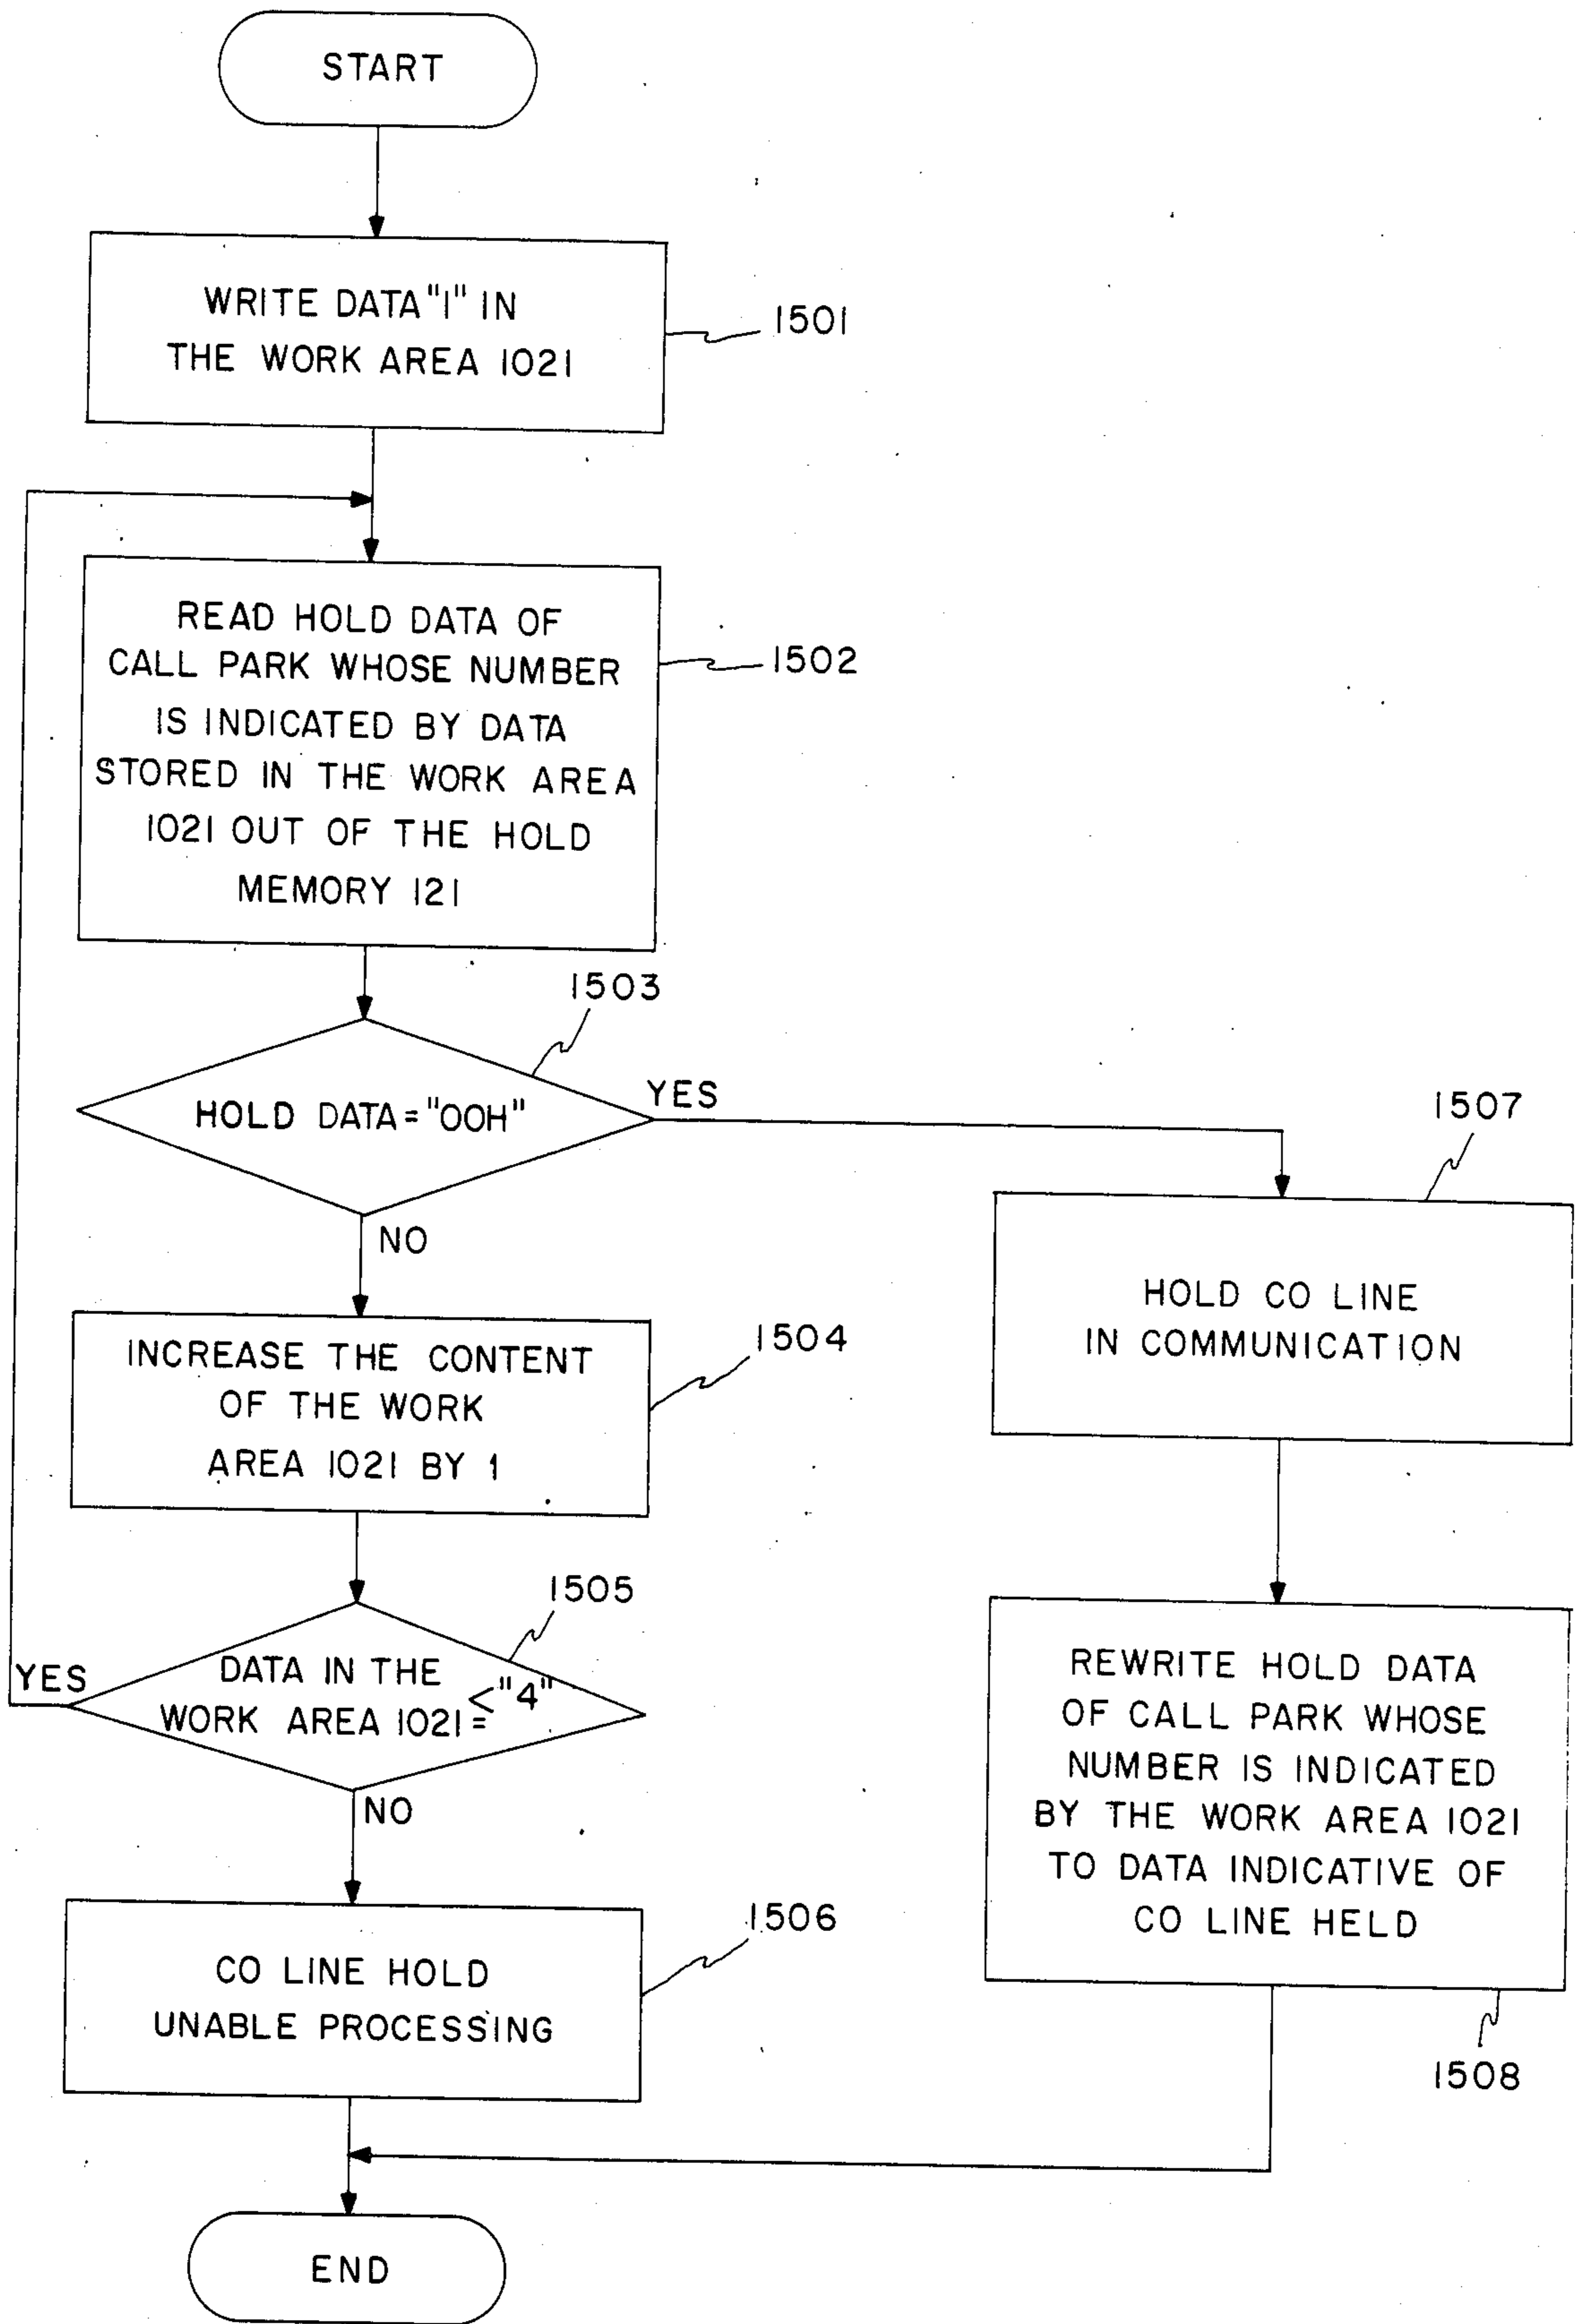 START
WRITE DATA "1" IN
THE WORK AREA 1021
1501
READ HOLD DATA OF
CALL PARK WHOSE NUMBER
IS INDICATED BY DATA
STORED IN THE WORK AREA
1021 OUT OF THE HOLD
MEMORY 121
1502
1503
HOLD DATA = "OOH"
YES
NO
1507
HOLD CO LINE
IN COMMUNICATION
INCREASE THE CONTENT
OF THE WORK
AREA 1021 BY 1
1504
1505
DATA IN THE
WORK AREA 1021 ≦ "4"
YES
NO
REWRITE HOLD DATA
OF CALL PARK WHOSE
NUMBER IS INDICATED
BY THE WORK AREA 1021
TO DATA INDICATIVE OF
CO LINE HELD
1508
CO LINE HOLD
UNABLE PROCESSING
1506
END